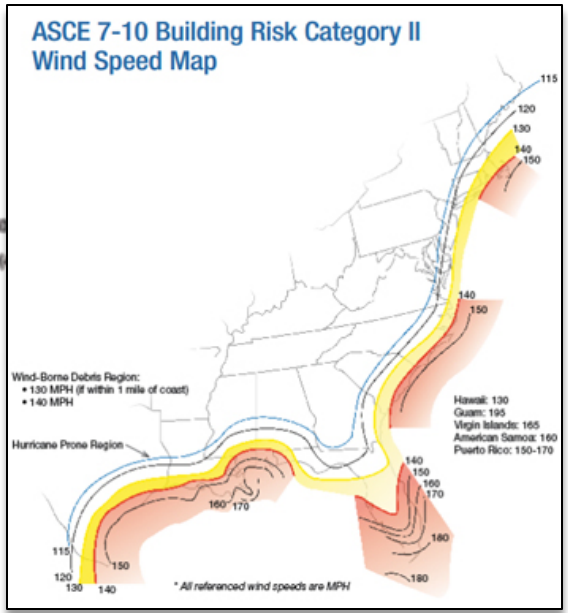 ASCE 7-10 Building Risk Category II
Wind Speed Map
115
120
130
140
150
140
150
Wind-Borne Debris Region:
• 130 MPH (if within 1 mile of coast)
• 140 MPH
Hawaii: 130
Guam: 195
Virgin Islands: 165
American Samoa: 160
Puerto Rico: 150-170
Hurricane Prone Region
140
150
160
170
160
170
180
115
150
120
130
140
180
* All referenced wind speeds are MPH